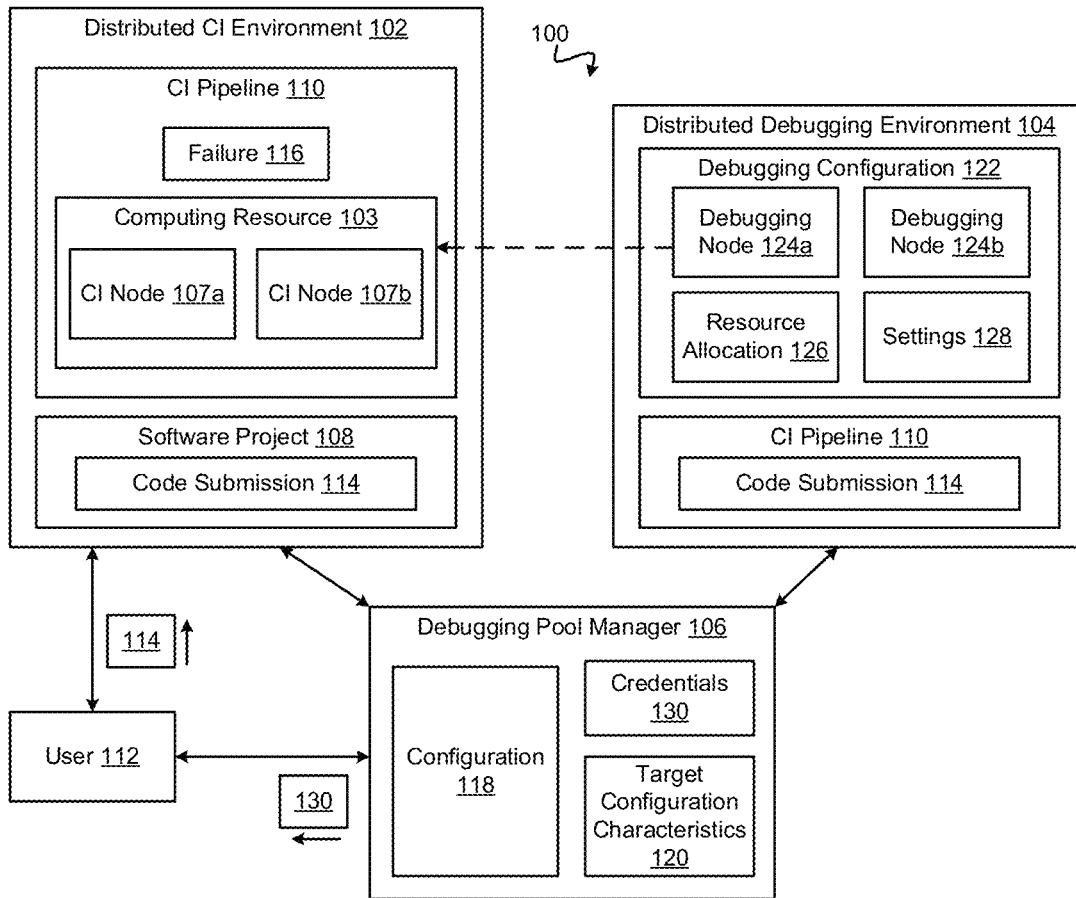 Distributed CI Environment 102
100
CI Pipeline 110
Failure 116
Computing Resource 103
CI Node 107a
CI Node 107b
Software Project 108
Code Submission 114
Distributed Debugging Environment 104
Debugging Configuration 122
Debugging
Node 124a
Debugging
Node 124b
Resource
Allocation 126
Settings 128
CI Pipeline 110
Code Submission 114
114
User 112
130
Debugging Pool Manager 106
Configuration
118
Credentials
130
Target
Configuration
Characteristics
120